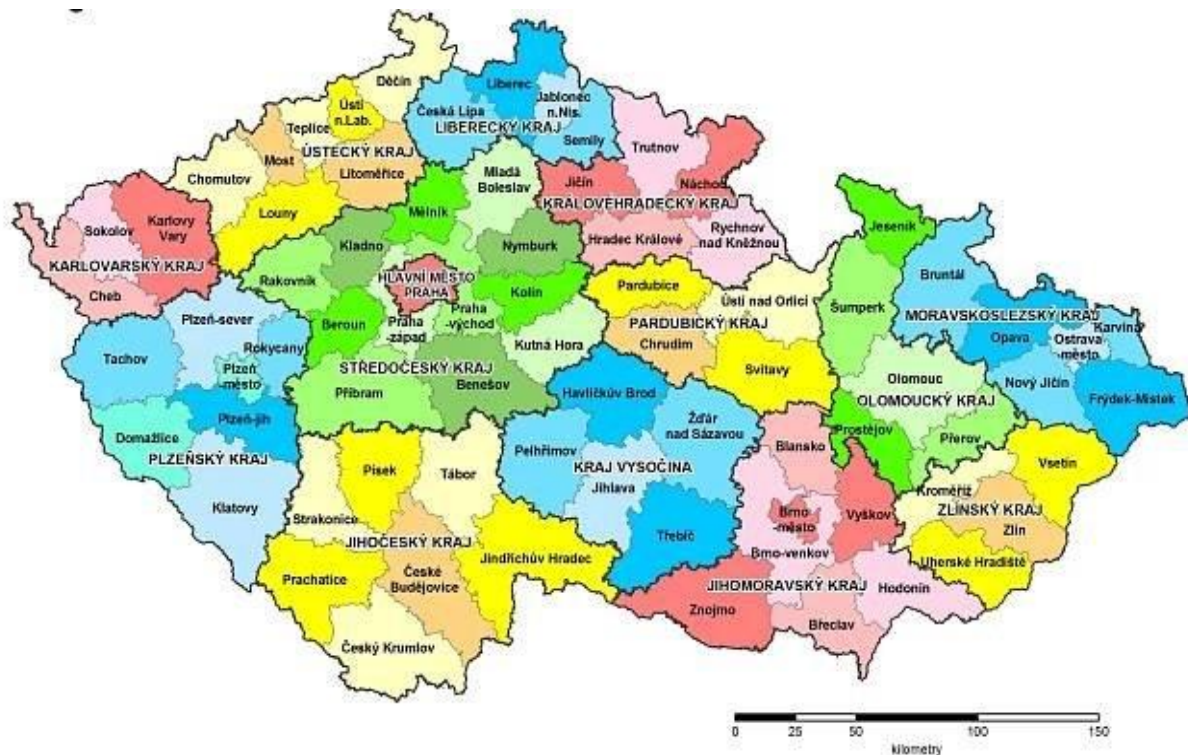 Děčín
Liberec
Ústí
n.Lab.
Česká Lípa
Jablonec
n.Nis.
Teplice
LIBERECKÝ KRAJ
Semily
Trutnov
Most
ÚSTECKÝ KRAJ
Litoměřice
Chomutov
Mladá
Boleslav
Jičín
Náchod
KRÁLOVÉHRADECKÝ KRAJ
Louny
Mělník
Karlovy
Vary
Sokolov
Jeseník
Rychnov
nad Kněžnou
Hradec Králové
Kladno
Nymburk
KARLOVARSKÝ KRAJ
Rakovník
HLAVNÍ MĚSTO
PRAHA
Bruntál
Cheb
Kolín
Pardubice
Ústí nad Orlicí
Šumperk
MORAVSKOSLEZSKÝ KRAJ
Plzeň-sever
Beroun
Praha
-západ
Praha
-východ
PARDUBICKÝ KRAJ
Karviná
Opava
Ostrava-
město
Rokycany
Kutná Hora
Chrudim
Tachov
Plzeň
město
STŘEDOČESKÝ KRAJ
Svitavy
Olomouc
Nový Jičín
Příbram
Benešov
Havlíčkův Brod
OLOMOUCKÝ KRAJ
Frýdek-Místek
Plzeň-jih
Žďár
nad Sázavou
Prostějov
Přerov
Domažlice
PLZEŇSKÝ KRAJ
Písek
Tábor
Pelhřimov
KRAJ VYSOČINA
Blansko
Vsetín
Klatovy
Jihlava
Kroměříž
ZLÍNSKÝ KRAJ
Strakonice
Brno
-město
Vyškov
Zlín
JIHOČESKÝ KRAJ
Třebíč
Jindřichův Hradec
Brno-venkov
Uherské Hradiště
Prachatice
České
Budějovice
JIHOMORAVSKÝ KRAJ
Hodonín
Znojmo
Břeclav
Český Krumlov
0 25 50 100 150
kilometry